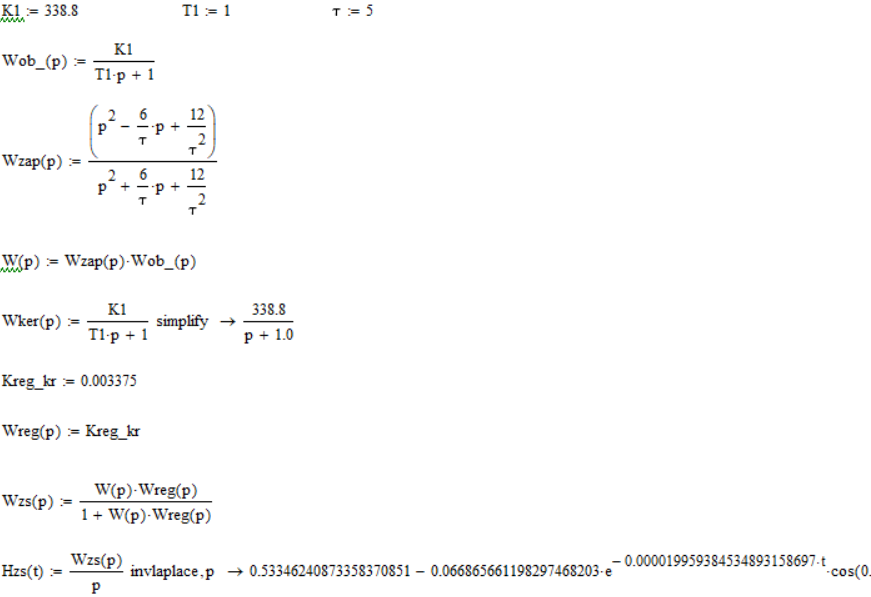 K1 := 338.8 T1 := 1 τ := 5
Wob_(p) := K1 / (T1·p + 1)
Wzap(p) := (p^2 − 6/τ·p + 12/τ^2) / (p^2 + 6/τ·p + 12/τ^2)
W(p) := Wzap(p)·Wob_(p)
Wker(p) := K1 / (T1·p + 1) simplify → 338.8 / (p + 1.0)
Kreg_kr := 0.003375
Wreg(p) := Kreg_kr
Wzs(p) := W(p)·Wreg(p) / (1 + W(p)·Wreg(p))
Hzs(t) := Wzs(p) / p invlaplace,p → 0.53346240873358370851 − 0.066865661198297468203·e^(− 0.000019959384534893158697·t)·cos(0.